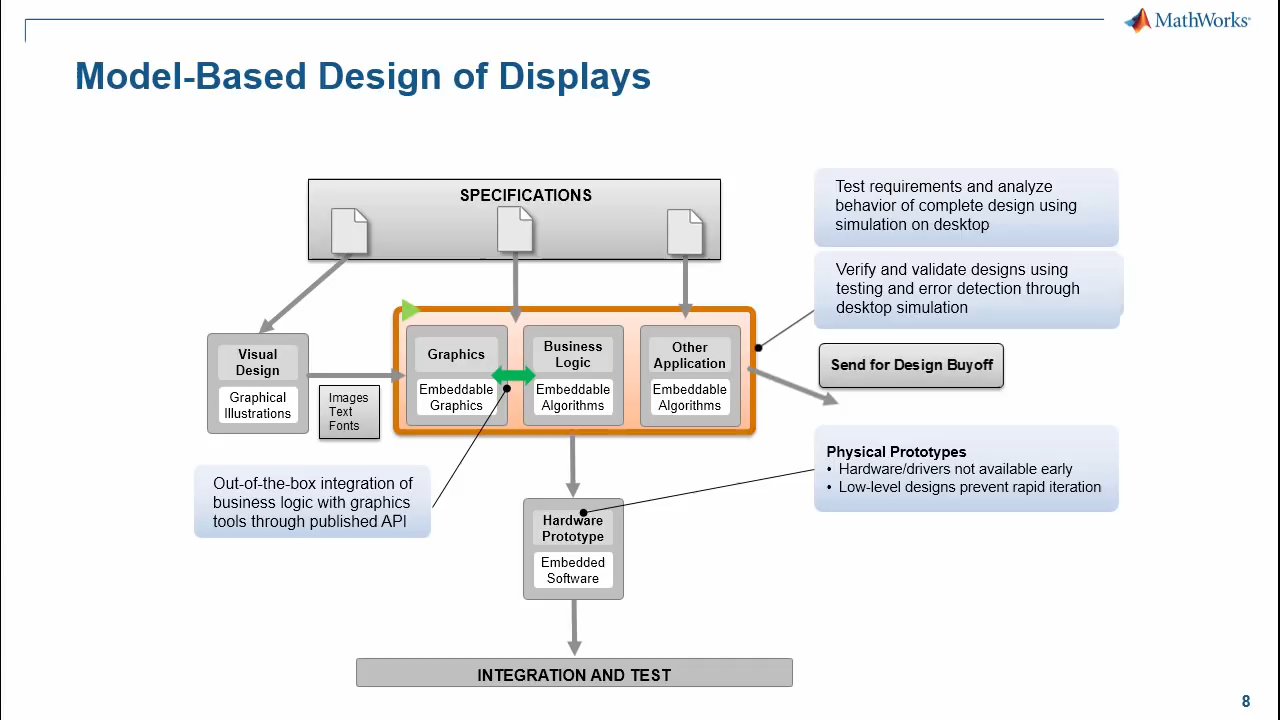 MathWorks
Model-Based Design of Displays
SPECIFICATIONS
Test requirements and analyze
behavior of complete design using
simulation on desktop
Verify and validate designs using
testing and error detection through
desktop simulation
Visual
Design
Graphical
Illustrations
Images
Text
Fonts
Graphics
Embeddable
Graphics
Business
Logic
Embeddable
Algorithms
Other
Application
Embeddable
Algorithms
Send for Design Buyoff
Out-of-the-box integration of
business logic with graphics
tools through published API
Physical Prototypes
• Hardware/drivers not available early
• Low-level designs prevent rapid iteration
Hardware
Prototype
Embedded
Software
INTEGRATION AND TEST
8